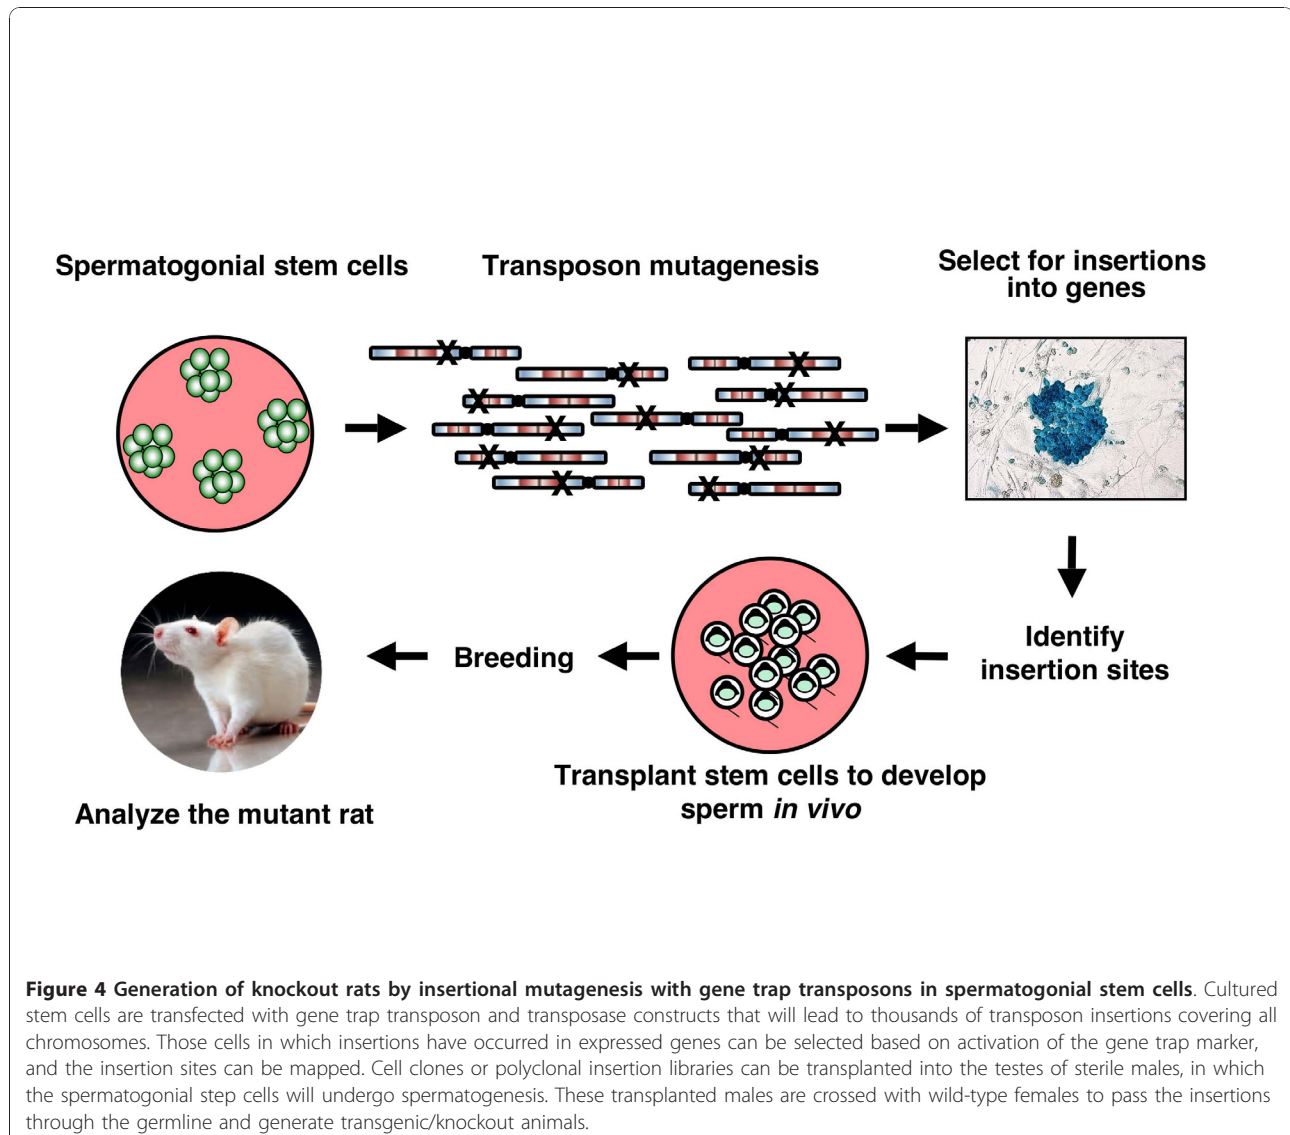 Spermatogonial stem cells
Transposon mutagenesis
Select for insertions
into genes
Identify
insertion sites
Transplant stem cells to develop
sperm in vivo
Breeding
Analyze the mutant rat
Figure 4 Generation of knockout rats by insertional mutagenesis with gene trap transposons in spermatogonial stem cells. Cultured
stem cells are transfected with gene trap transposon and transposase constructs that will lead to thousands of transposon insertions covering all
chromosomes. Those cells in which insertions have occurred in expressed genes can be selected based on activation of the gene trap marker,
and the insertion sites can be mapped. Cell clones or polyclonal insertion libraries can be transplanted into the testes of sterile males, in which
the spermatogonial step cells will undergo spermatogenesis. These transplanted males are crossed with wild-type females to pass the insertions
through the germline and generate transgenic/knockout animals.